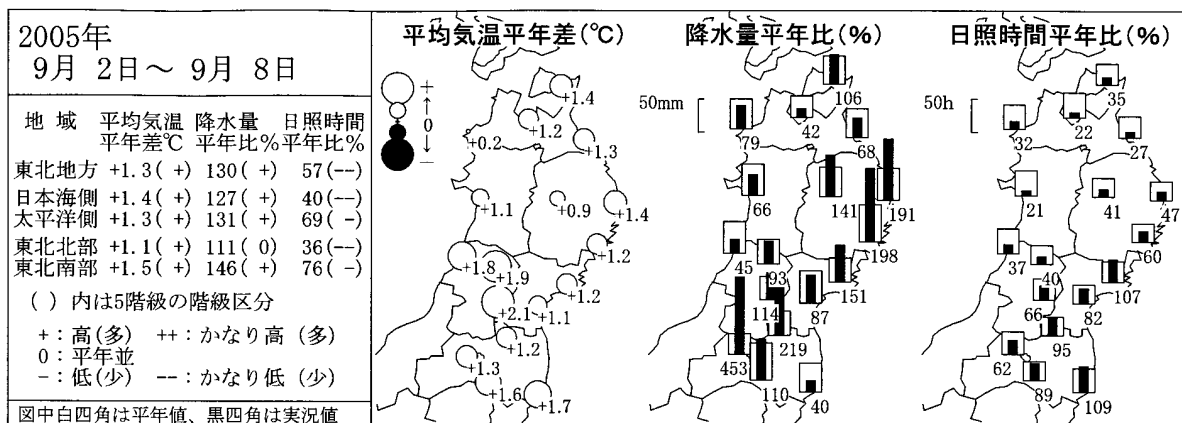 2005年
9月 2日～ 9月 8日
地 域 平均気温 降水量 日照時間
平年差℃ 平年比% 平年比%
東北地方 +1.3( +) 130( +) 57(--)
日本海側 +1.4( +) 127( +) 40(--)
太平洋側 +1.3( +) 131( +) 69( -)
東北北部 +1.1( +) 111( 0) 36(--)
東北南部 +1.5( +) 146( +) 76( -)
( ) 内は5階級の階級区分
+：高(多) ++：かなり高 (多)
0：平年並
-：低(少) --：かなり低 (少)
図中白四角は平年値、黒四角は実況値
平均気温平年差(℃)
+
↑
0
↓
-
+1.4
+1.2
+0.2
+1.3
+1.1
+0.9
+1.4
+1.2
+1.8
+1.9
+1.2
+2.1
+1.1
+1.2
+1.3
+1.6
+1.7
降水量平年比(%)
50mm
106
42
79
68
66
141
191
198
45
93
151
114
87
219
453
110
40
日照時間平年比(%)
50h
35
22
32
27
21
41
47
60
37
40
107
66
82
95
62
89
109